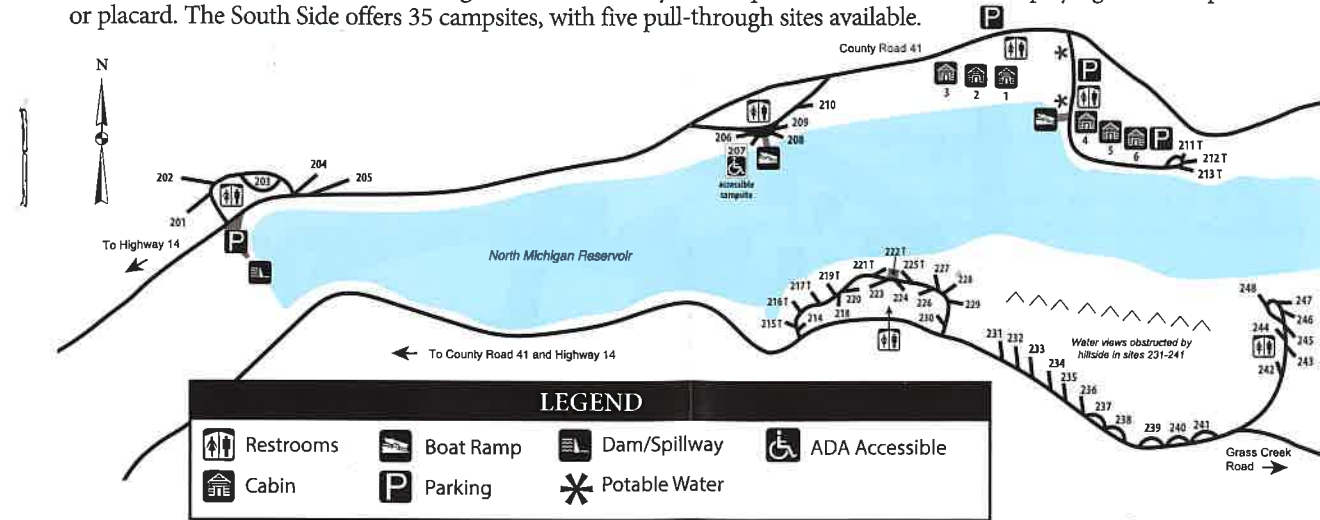 or placard. The South Side offers 35 campsites, with five pull-through sites available.
P
County Road 41
N
P
3
2
1
210
209
206
208
207
accessible
campsite
4
5
6
P
211 T
212 T
213 T
204
202
203
205
201
To Highway 14
P
North Michigan Reservoir
222 T
221 T
225 T
227
219 T
228
217 T
220
223
224
226
229
216 T
218
230
215 T
214
248
247
246
244
245
243
242
231
232
233
234
235
236
237
238
239
240
241
Water views obstructed by
hillside in sites 231-241
To County Road 41 and Highway 14
Grass Creek
Road
LEGEND
Restrooms
Boat Ramp
Dam/Spillway
ADA Accessible
Cabin
P Parking
Potable Water